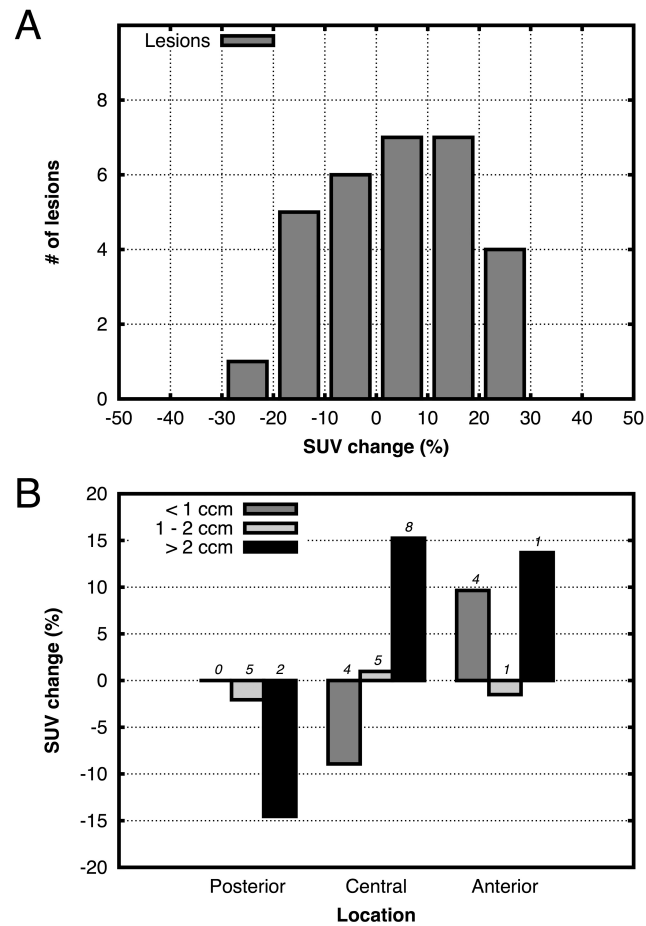 A
Lesions
8
6
4
2
0
# of lesions
-50 -40 -30 -20 -10 0 10 20 30 40 50
SUV change (%)
B
< 1 ccm
1 - 2 ccm
> 2 ccm
20
15
10
5
0
-5
-10
-15
-20
SUV change (%)
0 5 2 4 5 8 4 1 1
Posterior Central Anterior
Location